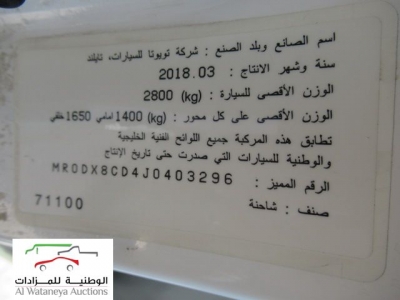 اسم الصانع وبلد الصنع : شركة تويوتا للسيارات، تايلند
سنة وشهر الانتاج : 2018.03
الوزن الأقصى للسيارة : 2800 (kg)
الوزن الأقصى على كل محور : 1400 (kg) امامي 1650 خلفي
تطابق هذه المركبة جميع اللوائح الفنية الخليجية
والوطنية للسيارات التي صدرت حتى تاريخ الإنتاج
الرقم المميز : MR0DX8CD4J0403296
صنف : شاحنة
71100
الوطنية للمزادات
Al Wataneya Auctions